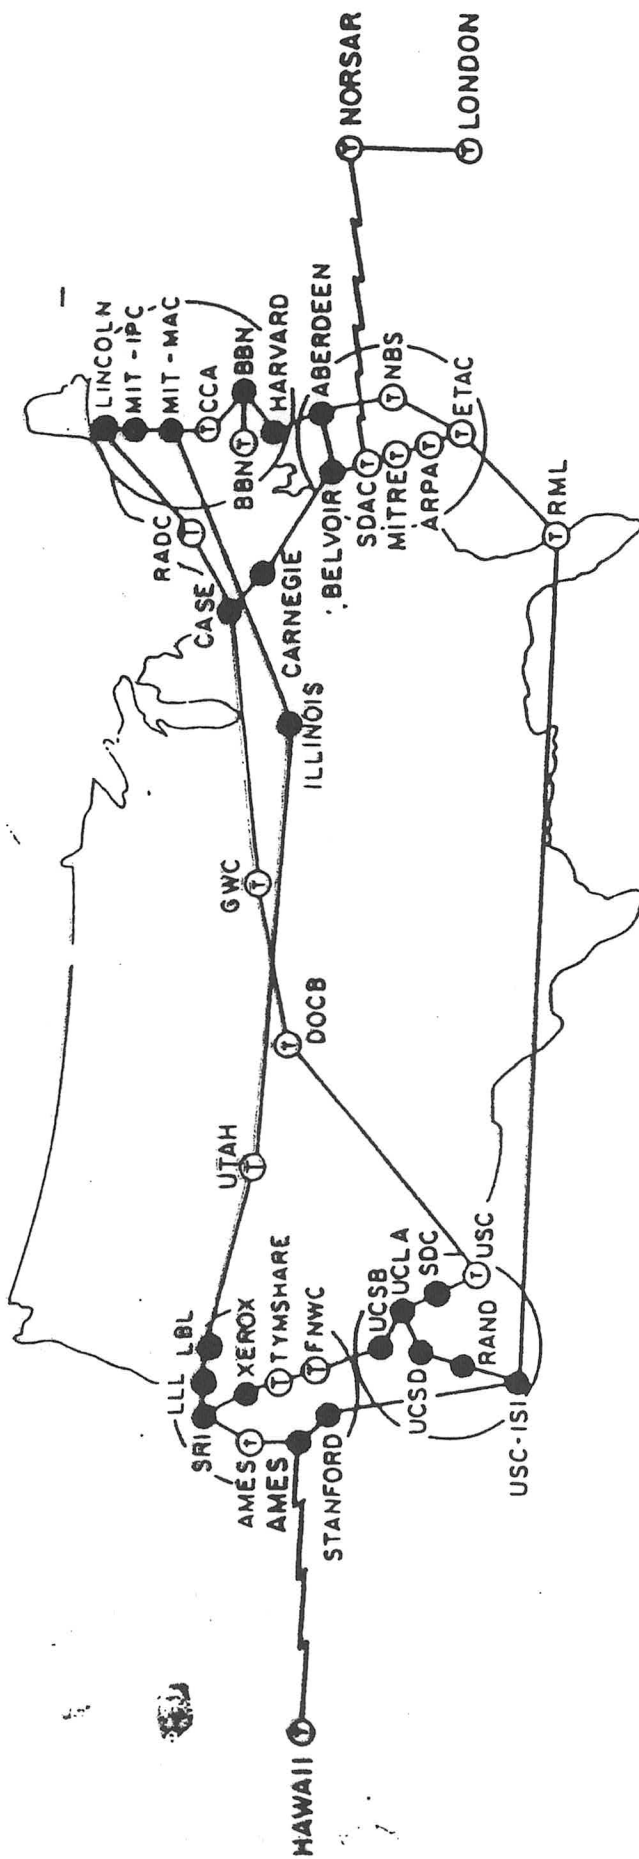 HAWAII
T
SRI
LLL
LBL
AMES
T
AMES
STANFORD
XEROX
TYMSHARE
T
FNWC
T
UCSB
UCLA
SDC
USC
T
UCSD
RAND
USC-ISI
UTAH
T
DOCB
T
GWC
T
ILLINOIS
CASE
CARNEGIE
RADC
T
LINCOLN
MIT-IPC
MIT-MAC
CCA
T
BBN
BBN
T
HARVARD
ABERDEEN
BELVOIR
NBS
T
SDAC
T
MITRE
T
ARPA
T
ETAC
T
RML
T
NORSAR
T
LONDON
T